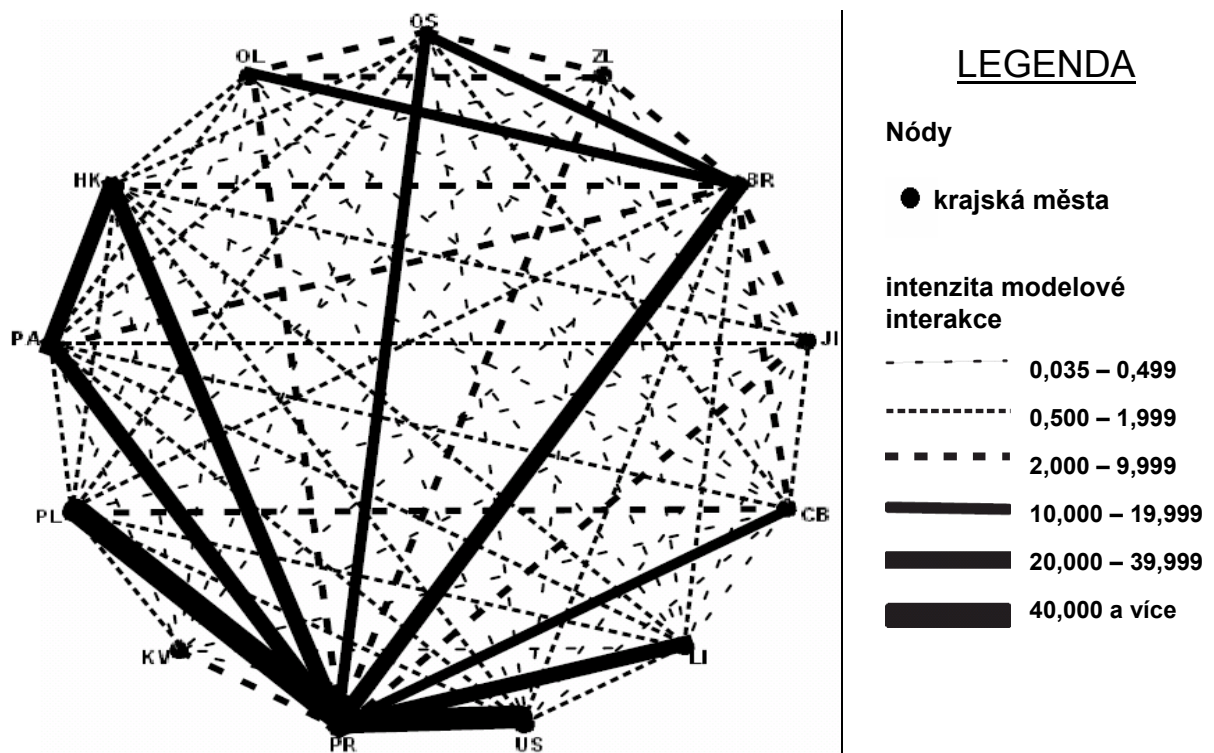 OS
OL
ZL
HK
BR
PA
JI
PL
CB
KV
LI
PR
US
LEGENDA
Nódy
krajská města
intenzita modelové
interakce
0,035 – 0,499
0,500 – 1,999
2,000 – 9,999
10,000 – 19,999
20,000 – 39,999
40,000 a více